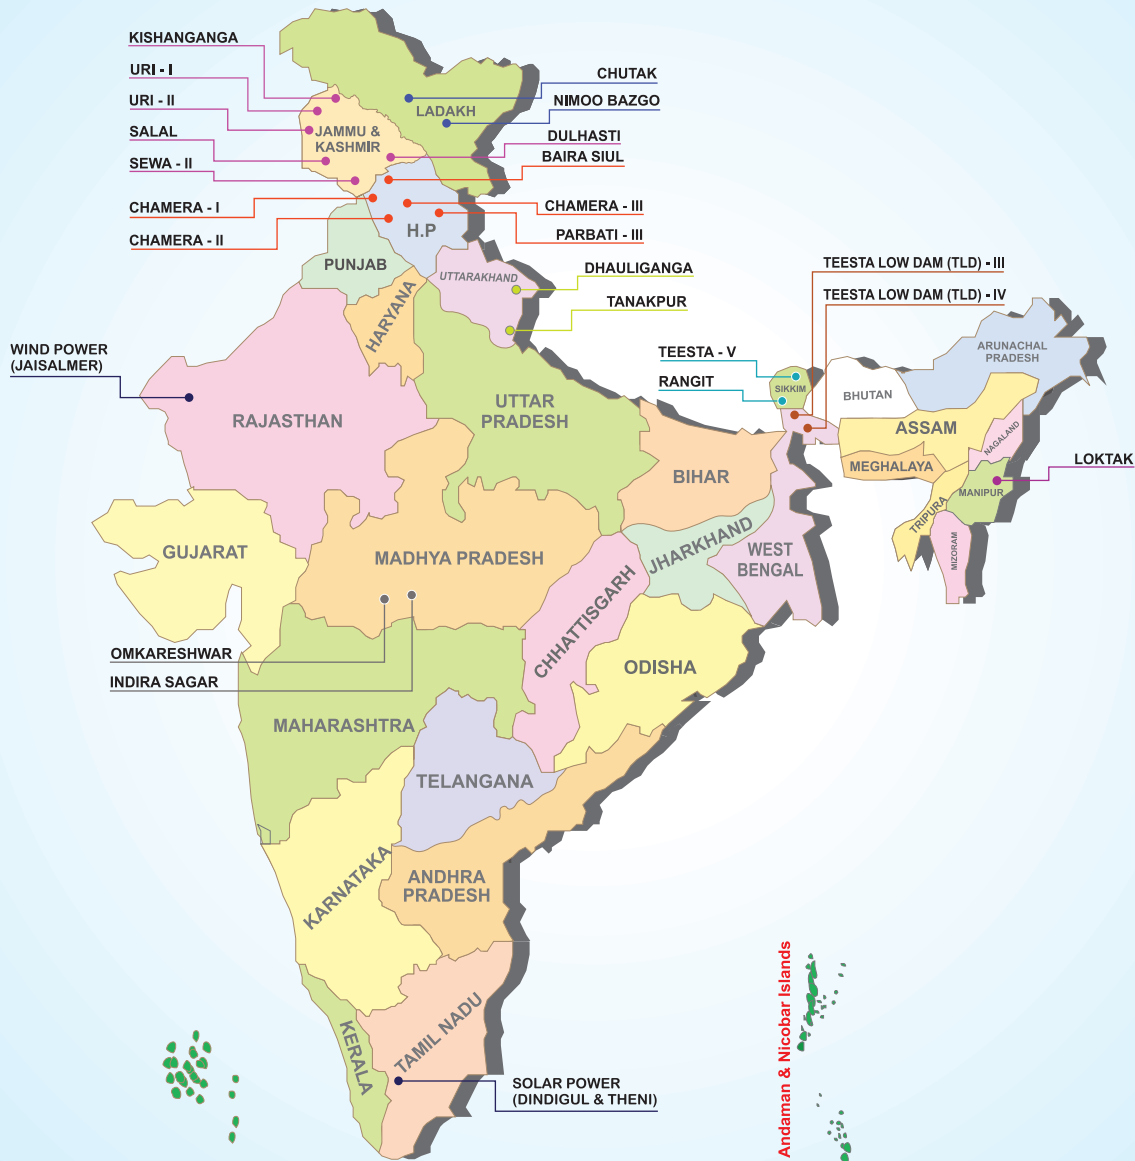 KISHANGANGA
URI - I
URI - II
SALAL
SEWA - II
CHAMERA - I
CHAMERA - II
CHUTAK
NIMOO BAZGO
DULHASTI
BAIRA SIUL
CHAMERA - III
PARBATI - III
LADAKH
JAMMU &
KASHMIR
H.P
PUNJAB
UTTARAKHAND
DHAULIGANGA
TANAKPUR
HARYANA
TEESTA LOW DAM (TLD) - III
TEESTA LOW DAM (TLD) - IV
TEESTA - V
RANGIT
SIKKIM
BHUTAN
ARUNACHAL
PRADESH
WIND POWER
(JAISALMER)
RAJASTHAN
UTTAR
PRADESH
ASSAM
NAGALAND
MEGHALAYA
LOKTAK
MANIPUR
TRIPURA
MIZORAM
BIHAR
JHARKHAND
WEST
BENGAL
GUJARAT
MADHYA PRADESH
CHHATTISGARH
OMKARESHWAR
INDIRA SAGAR
ODISHA
MAHARASHTRA
TELANGANA
KARNATAKA
ANDHRA
PRADESH
KERALA
TAMIL NADU
SOLAR POWER
(DINDIGUL & THENI)
Andaman & Nicobar Islands